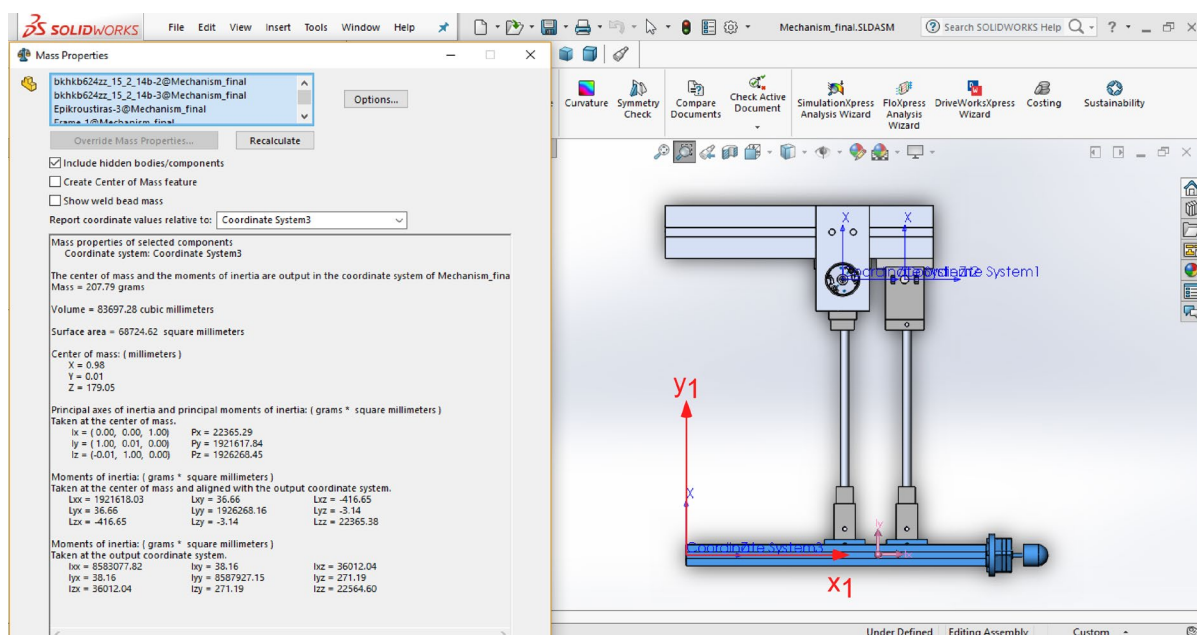 SOLIDWORKS File Edit View Insert Tools Window Help Mechanism_final.SLDASM Search SOLIDWORKS Help ?
Mass Properties
bkhkb624zz_15_2_14b-2@Mechanism_final
bkhkb624zz_15_2_14b-3@Mechanism_final
Epikroustiras-3@Mechanism_final
Frame-1@Mechanism_final
Options...
Override Mass Properties... Recalculate
Include hidden bodies/components
Create Center of Mass feature
Show weld bead mass
Report coordinate values relative to: Coordinate System3
Mass properties of selected components
Coordinate system: Coordinate System3
The center of mass and the moments of inertia are output in the coordinate system of Mechanism_fina
Mass = 207.79 grams
Volume = 83697.28 cubic millimeters
Surface area = 68724.62 square millimeters
Center of mass: ( millimeters )
X = 0.98
Y = 0.01
Z = 179.05
Principal axes of inertia and principal moments of inertia: ( grams * square millimeters )
Taken at the center of mass.
Ix = ( 0.00, 0.00, 1.00) Px = 22365.29
Iy = ( 1.00, 0.01, 0.00) Py = 1921617.84
Iz = (-0.01, 1.00, 0.00) Pz = 1926268.45
Moments of inertia: ( grams * square millimeters )
Taken at the center of mass and aligned with the output coordinate system.
Lxx = 1921618.03 Lxy = 36.66 Lxz = -416.65
Lyx = 36.66 Lyy = 1926268.16 Lyz = -3.14
Lzx = -416.65 Lzy = -3.14 Lzz = 22365.38
Moments of inertia: ( grams * square millimeters )
Taken at the output coordinate system.
Ixx = 8583077.82 Ixy = 38.16 Ixz = 36012.04
Iyx = 38.16 Iyy = 8587927.15 Iyz = 271.19
Izx = 36012.04 Izy = 271.19 Izz = 22564.60
Curvature
Symmetry Check
Compare Documents
Check Active Document
SimulationXpress Analysis Wizard
FloXpress Analysis Wizard
DriveWorksXpress Wizard
Costing
Sustainability
X X
System1
y1
X
x1
Under Defined Editing Assembly Custom